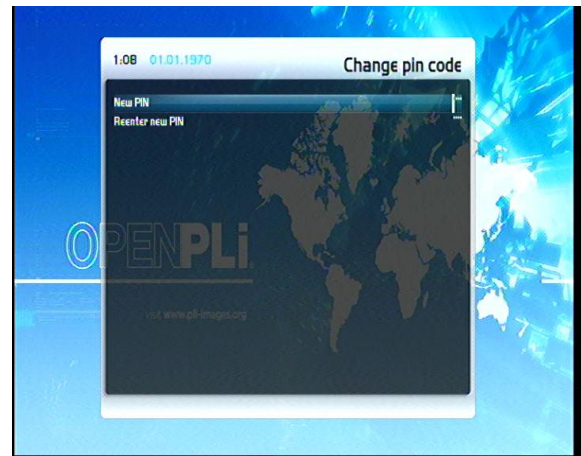 1:08 01.01.1970
Change pin code
New PIN
Reenter new PIN
OPENPLi
visit www.pli-images.org